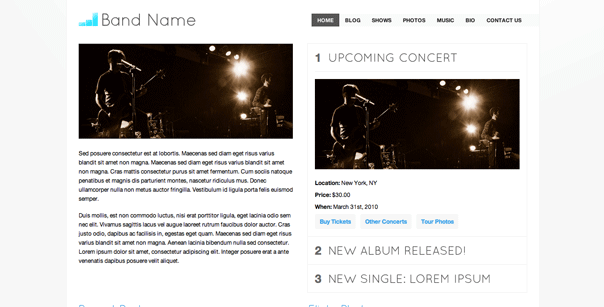 Band Name
HOME BLOG SHOWS PHOTOS MUSIC BIO CONTACT US
Sed posuere consectetur est at lobortis. Maecenas sed diam eget risus varius
blandit sit amet non magna. Maecenas sed diam eget risus varius blandit sit amet
non magna. Cras mattis consectetur purus sit amet fermentum. Cum sociis natoque
penatibus et magnis dis parturient montes, nascetur ridiculus mus. Donec
ullamcorper nulla non metus auctor fringilla. Vestibulum id ligula porta felis euismod
semper.
Duis mollis, est non commodo luctus, nisi erat porttitor ligula, eget lacinia odio sem
nec elit. Vivamus sagittis lacus vel augue laoreet rutrum faucibus dolor auctor. Cras
justo odio, dapibus ac facilisis in, egestas eget quam. Maecenas sed diam eget risus
varius blandit sit amet non magna. Aenean lacinia bibendum nulla sed consectetur.
Lorem ipsum dolor sit amet, consectetur adipiscing elit. Integer posuere erat a ante
venenatis dapibus posuere velit aliquet.
1 UPCOMING CONCERT
Location: New York, NY
Price: $30.00
When: March 31st, 2010
Buy Tickets Other Concerts Tour Photos
2 NEW ALBUM RELEASED!
3 NEW SINGLE: LOREM IPSUM